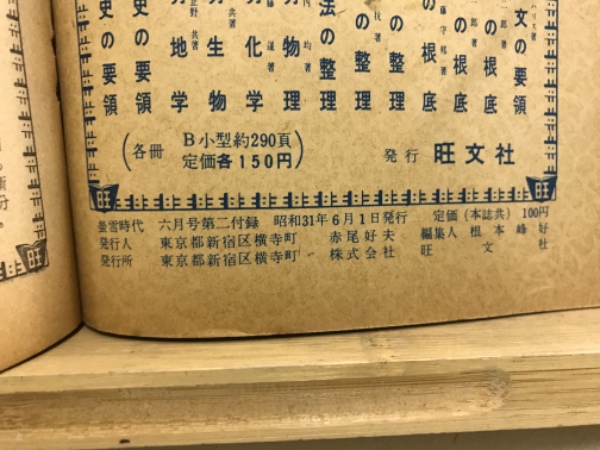 文の要領
の根底
の根底
の根底
の整理
の整理
法の整理
物理
化学
生物
地学
史の要領
史の要領
(各冊 B小型約290頁 定価各150円)
発行 旺文社
旺
旺
旺
螢雪時代 六月号第二付録 昭和31年6月1日発行 定価(本誌共)100円
発行人 東京都新宿区横寺町 赤尾好夫 編集人 根本峰好
発行所 東京都新宿区横寺町 株式会社 旺文社